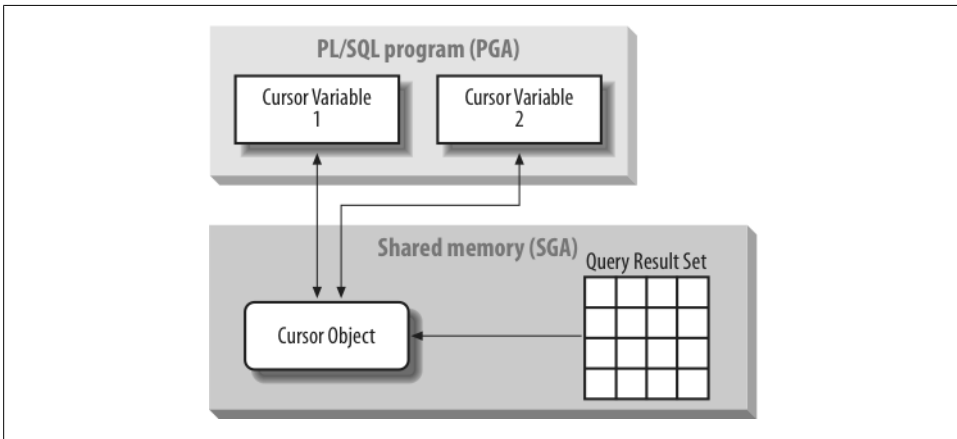 PL/SQL program (PGA)
Cursor Variable
1
Cursor Variable
2
Shared memory (SGA)
Query Result Set
Cursor Object